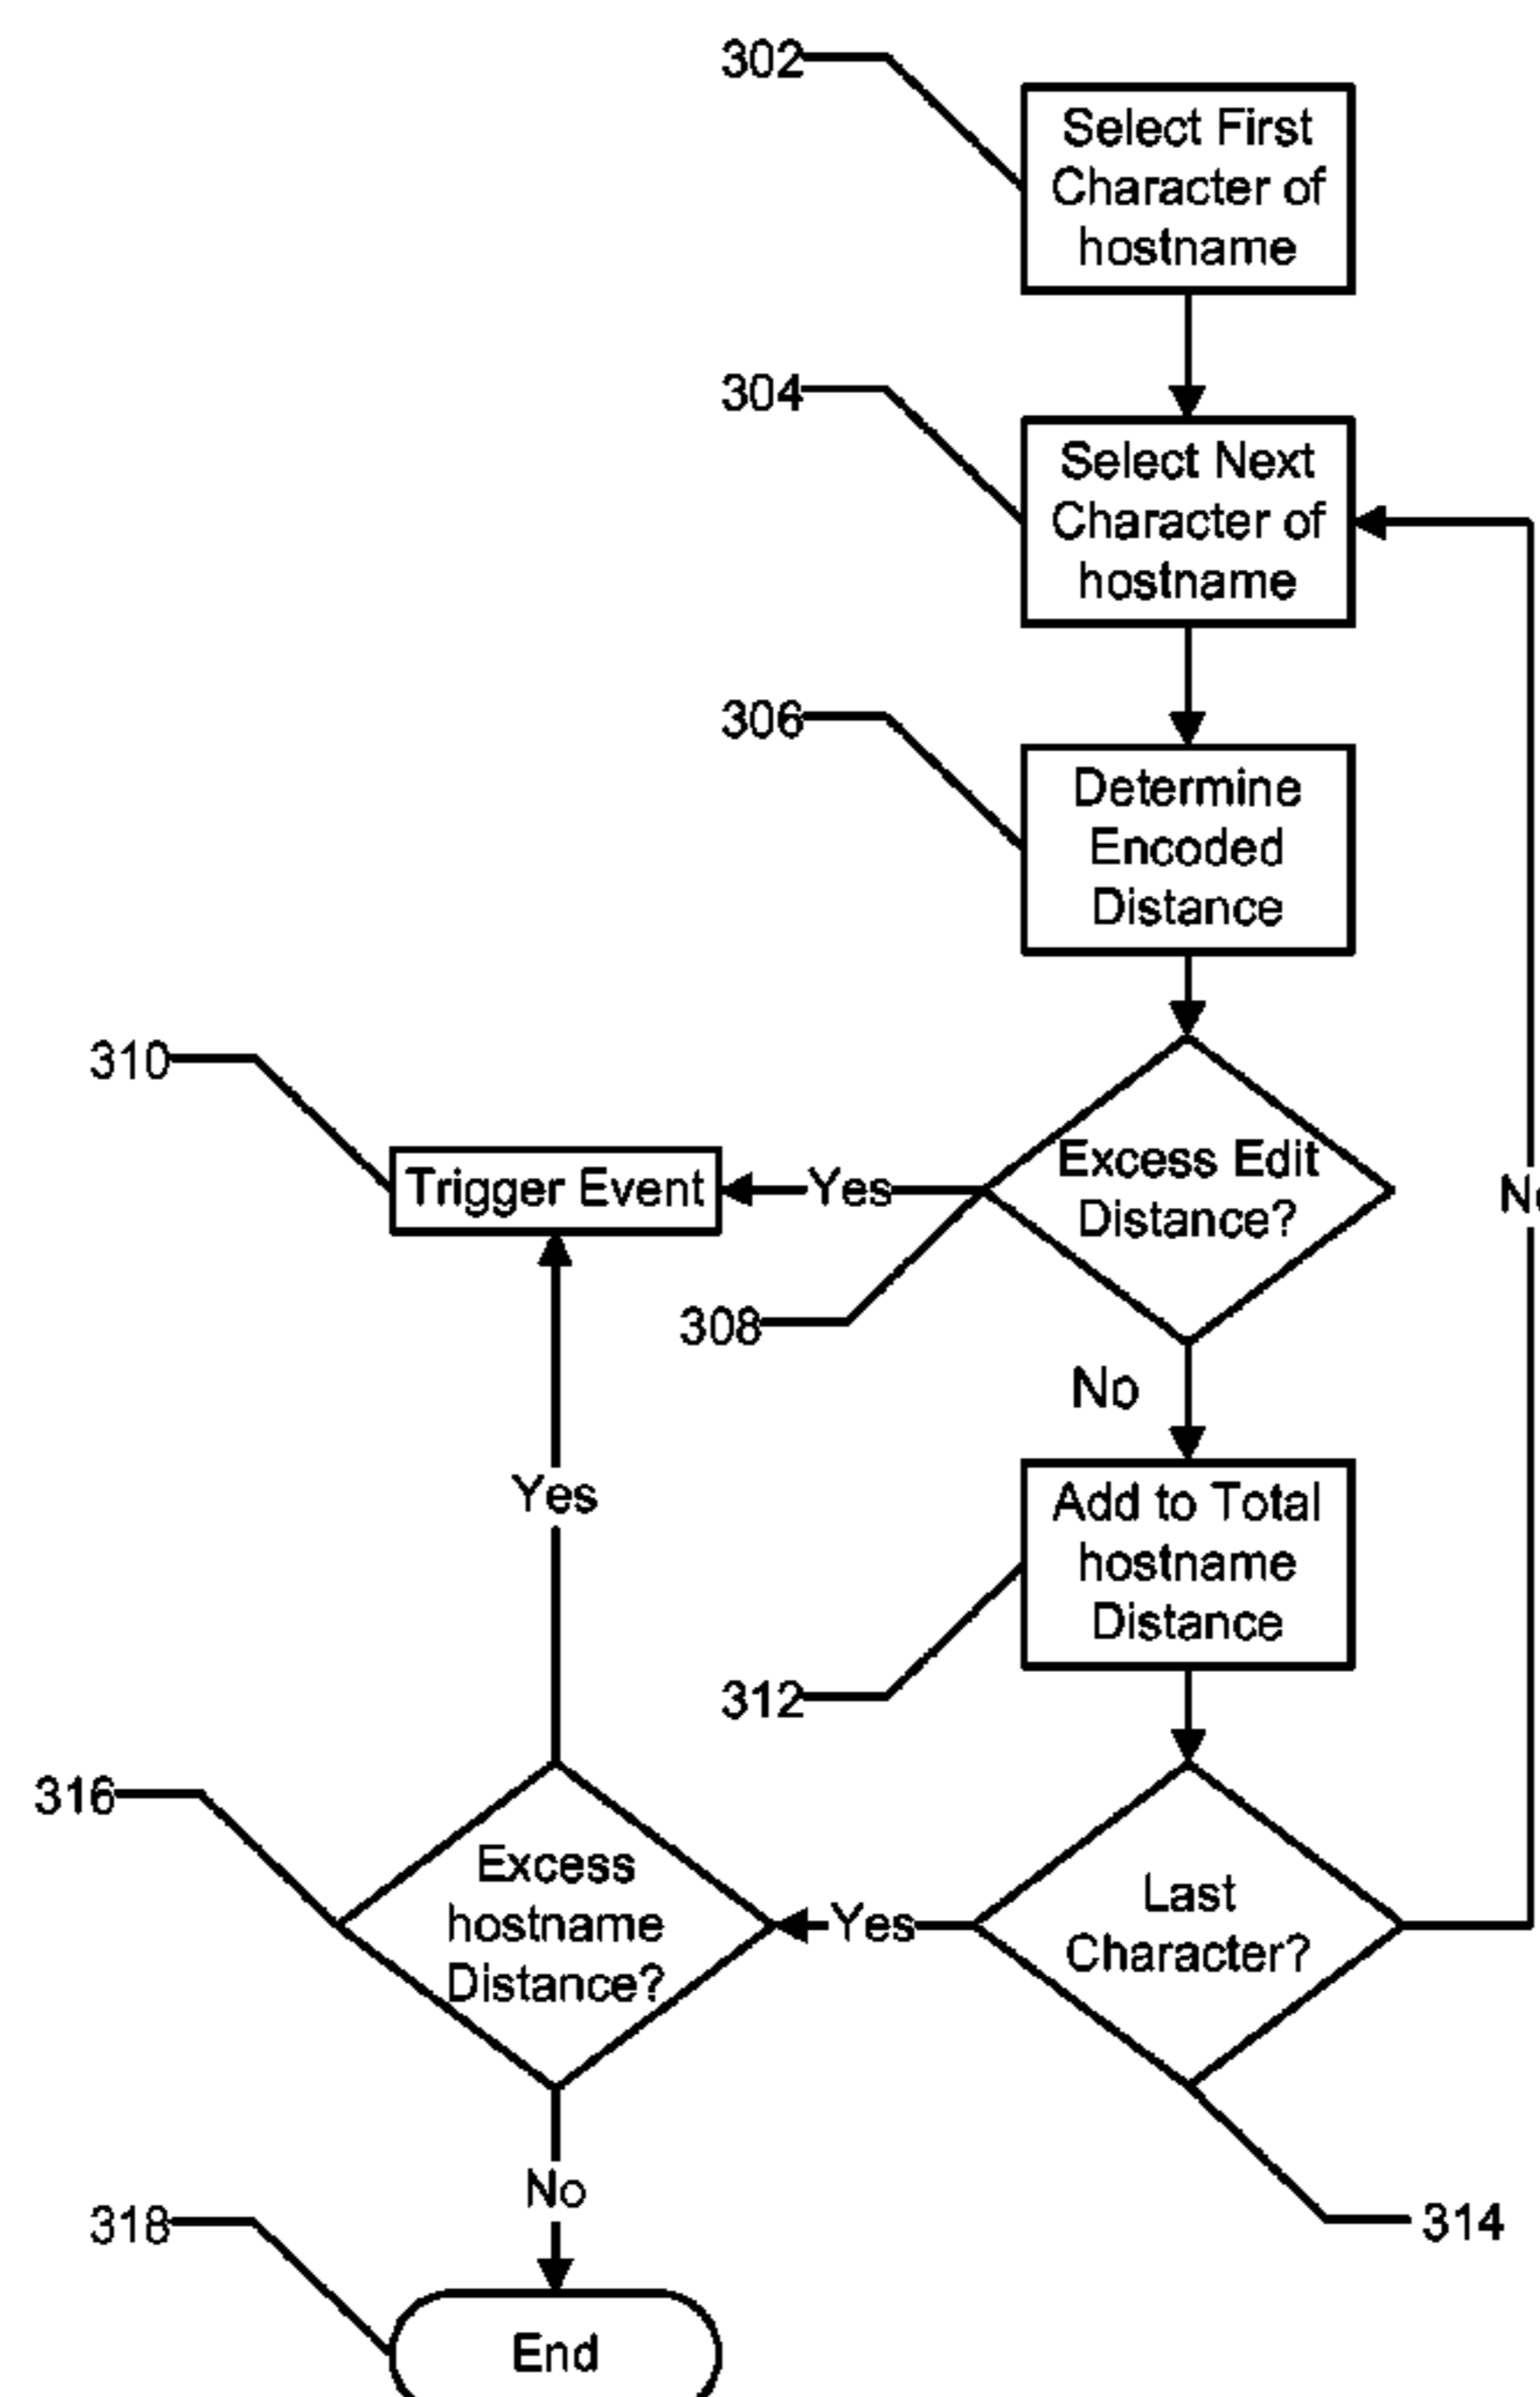 302
Select First
Character of
hostname
304
Select Next
Character of
hostname
306
Determine
Encoded
Distance
310
Trigger Event
Yes
Excess Edit
Distance?
308
No
Yes
Add to Total
hostname
Distance
312
316
Excess
hostname
Distance?
Yes
Last
Character?
No
318
314
End